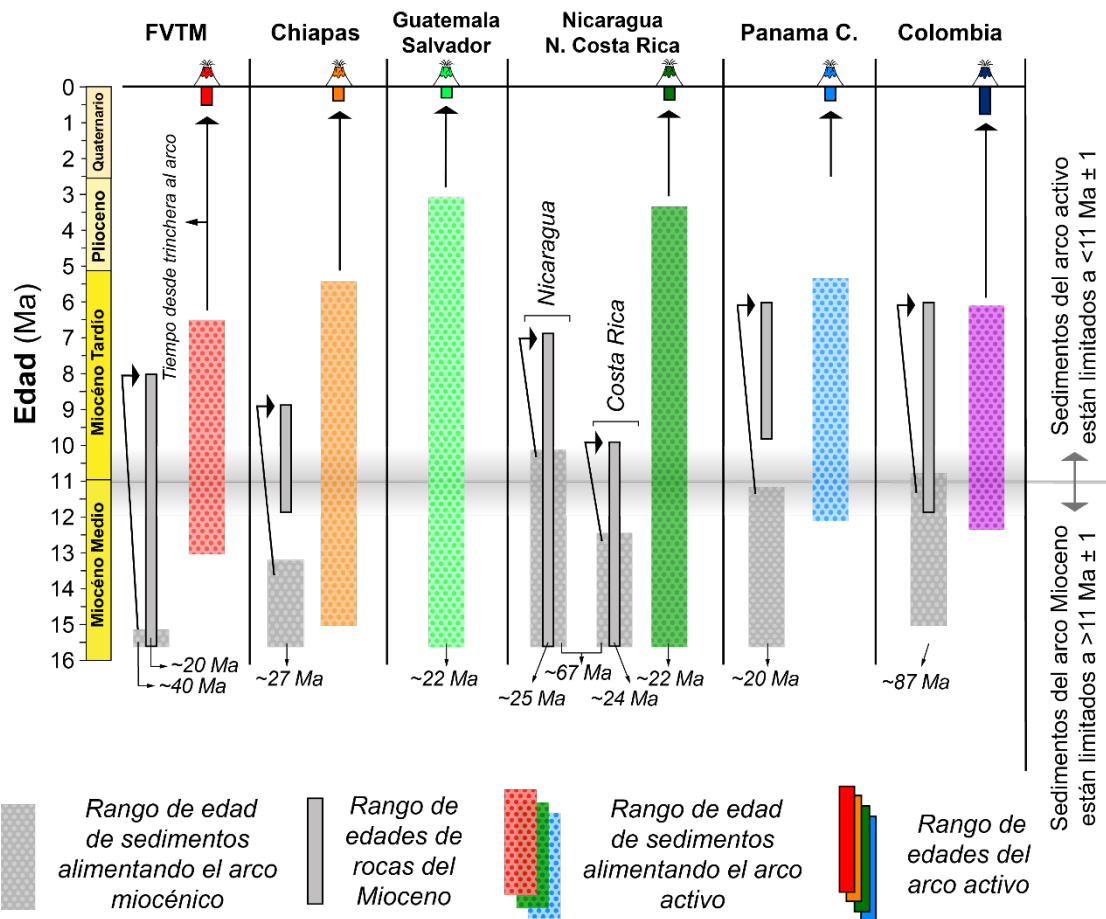 FVTM
Chiapas
Guatemala
Salvador
Nicaragua
N. Costa Rica
Panama C.
Colombia
Edad (Ma)
0
1
2
3
4
5
6
7
8
9
10
11
12
13
14
15
16
Quaternario
Plioceno
Miocéno Tardío
Miocéno Medio
Tiempo desde trinchera al arco
Nicaragua
Costa Rica
~20 Ma
~40 Ma
~27 Ma
~22 Ma
~67 Ma
~25 Ma
~24 Ma
~22 Ma
~20 Ma
~87 Ma
Sedimentos del arco activo
están limitados a <11 Ma ± 1
Sedimentos del arco Mioceno
están limitados a >11 Ma ± 1
Rango de edad
de sedimentos
alimentando el arco
miocénico
Rango de
edades de
rocas del
Mioceno
Rango de edad
de sedimentos
alimentando el arco
activo
Rango de
edades del
arco activo